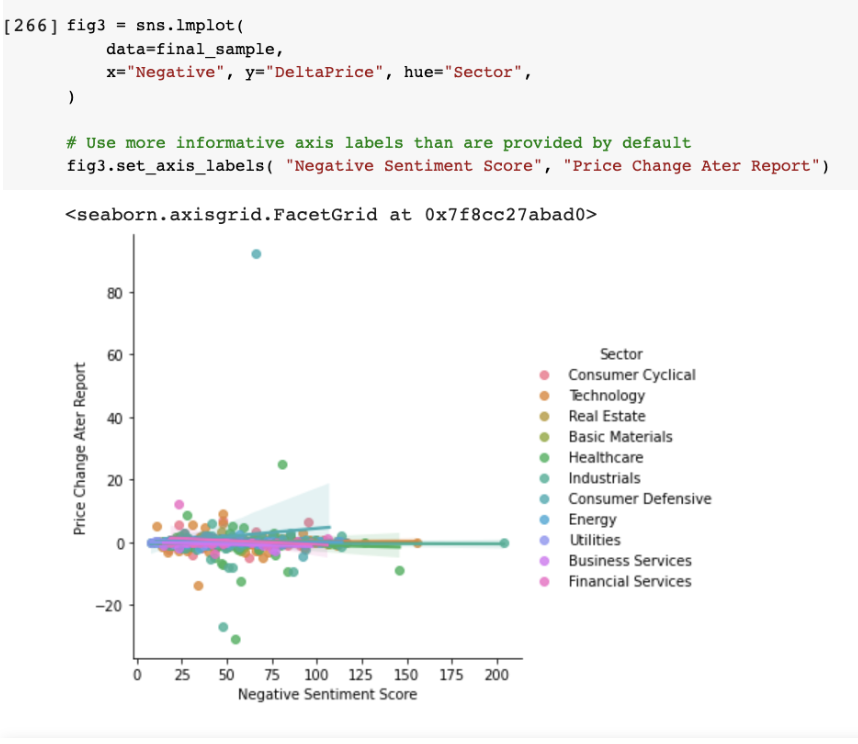 [266] fig3 = sns.lmplot(
data=final_sample,
x="Negative", y="DeltaPrice", hue="Sector",
)
# Use more informative axis labels than are provided by default
fig3.set_axis_labels( "Negative Sentiment Score", "Price Change Ater Report")
<seaborn.axisgrid.FacetGrid at 0x7f8cc27abad0>
Price Change Ater Report
80
60
40
20
0
−20
0 25 50 75 100 125 150 175 200
Negative Sentiment Score
Sector
Consumer Cyclical
Technology
Real Estate
Basic Materials
Healthcare
Industrials
Consumer Defensive
Energy
Utilities
Business Services
Financial Services